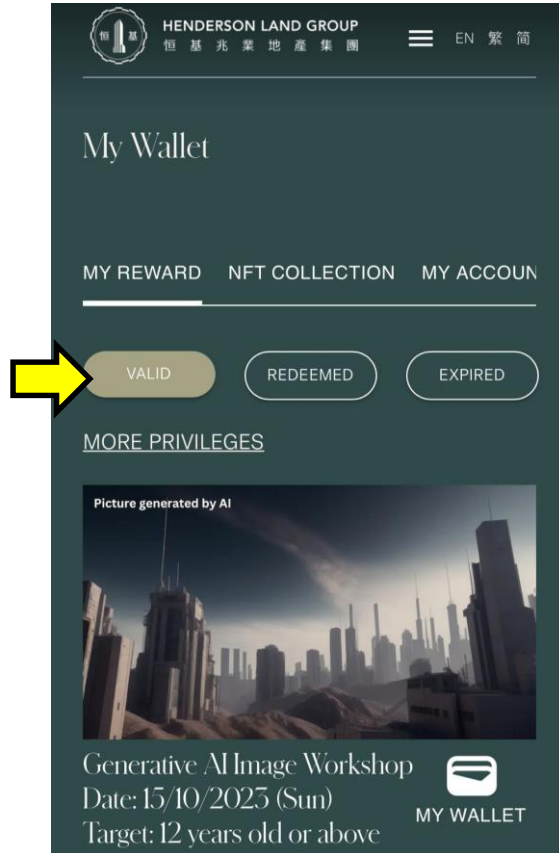 HENDERSON LAND GROUP
恒基兆業地產集團
恒 基
EN 繁 简
My Wallet
MY REWARD NFT COLLECTION MY ACCOUN
VALID REDEEMED EXPIRED
MORE PRIVILEGES
Picture generated by AI
Generative AI Image Workshop
Date: 15/10/2023 (Sun)
Target: 12 years old or above
MY WALLET